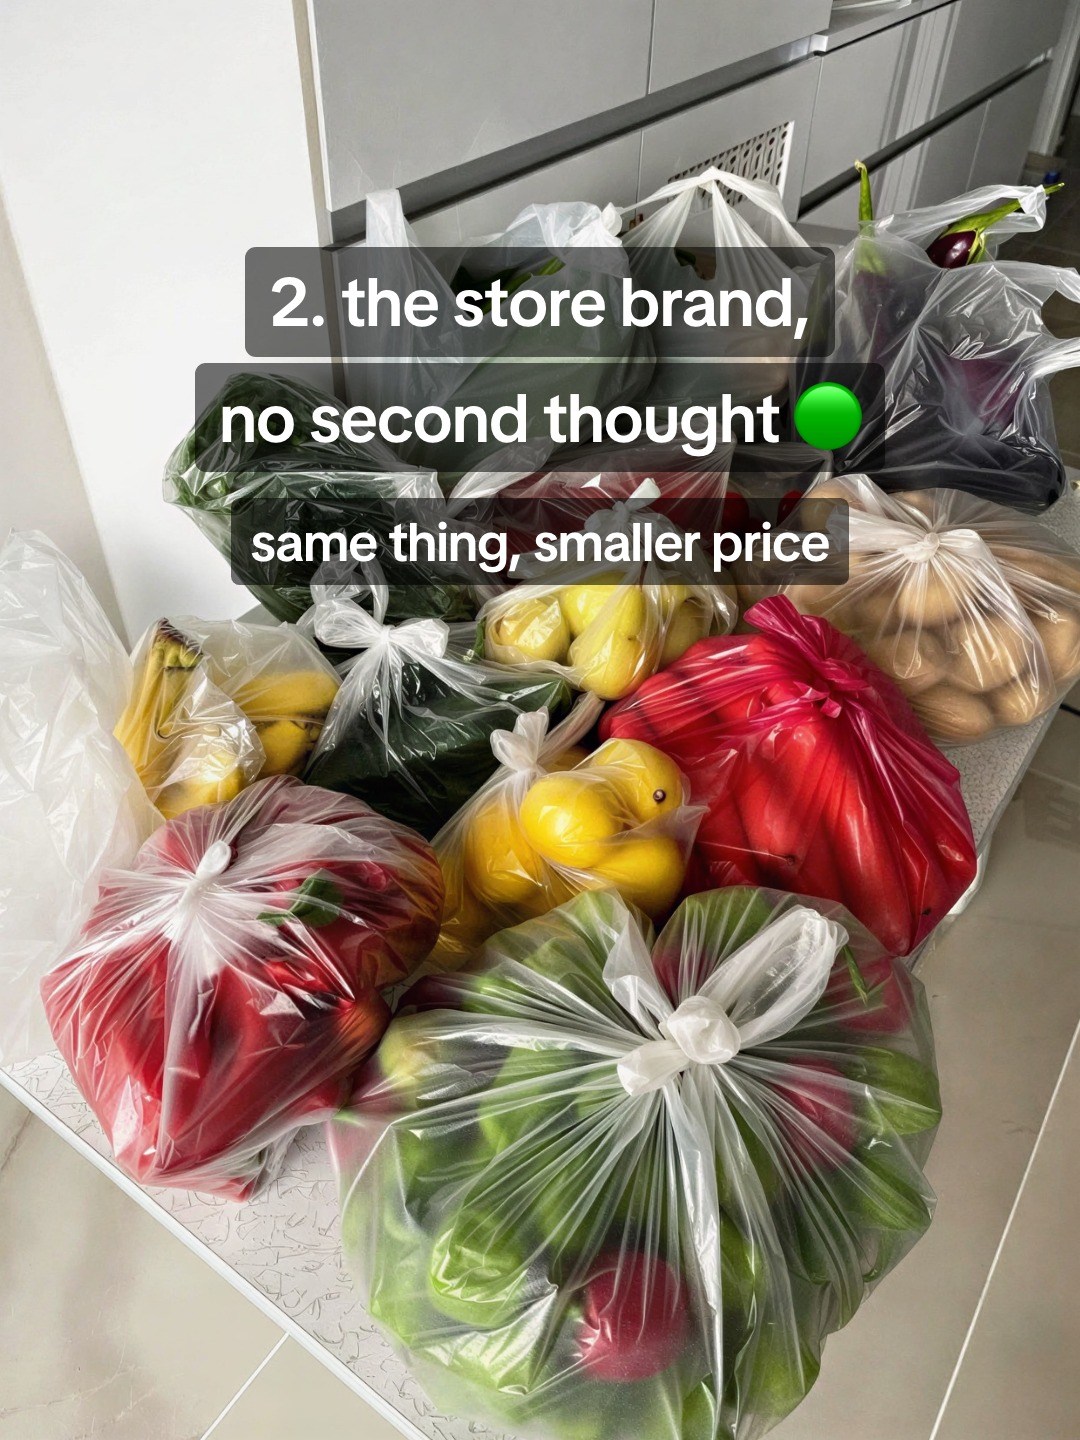 2. the store brand,
no second thought 🟢
same thing, smaller price